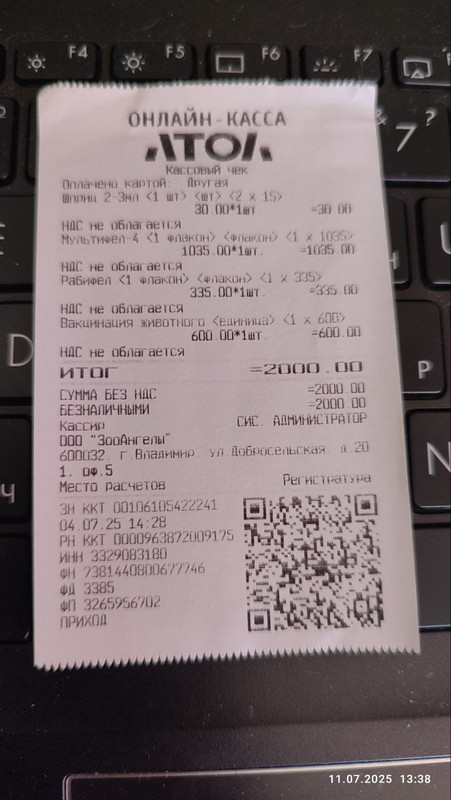 F4
F5
F6
F7
7
?
&
ОНЛАЙН-КАССА
АТОЛ
Кассовый чек
Оплачено картой: Другая
Шприц 2-3мл <1 шт> <шт> <2 x 15>
30.00*1шт. =30.00
НДС не облагается
Мультифел-4 <1 флакон> <флакон> <1 x 1035>
1035.00*1шт. =1035.00
НДС не облагается
Рабифел <1 флакон> <флакон> <1 x 335>
335.00*1шт. =335.00
НДС не облагается
Вакцинация животного <единица> <1 x 600>
600.00*1шт. =600.00
НДС не облагается
ИТОГ =2000.00
СУММА БЕЗ НДС =2000.00
БЕЗНАЛИЧНЫМИ =2000.00
Кассир СИС. АДМИНИСТРАТОР
ООО "ЗооАнгелы"
600032, г.Владимир, ул.Добросельская, д.20
1, оф.5
Место расчетов Регистратура
ЗН ККТ 00106105422241
04.07.25 14:28
РН ККТ 0000963872009175
ИНН 3329083180
ФН 7381440800677746
ФД 3385
ФП 3265956702
ПРИХОД
D
P
N
Ч
11.07.2025 13:38